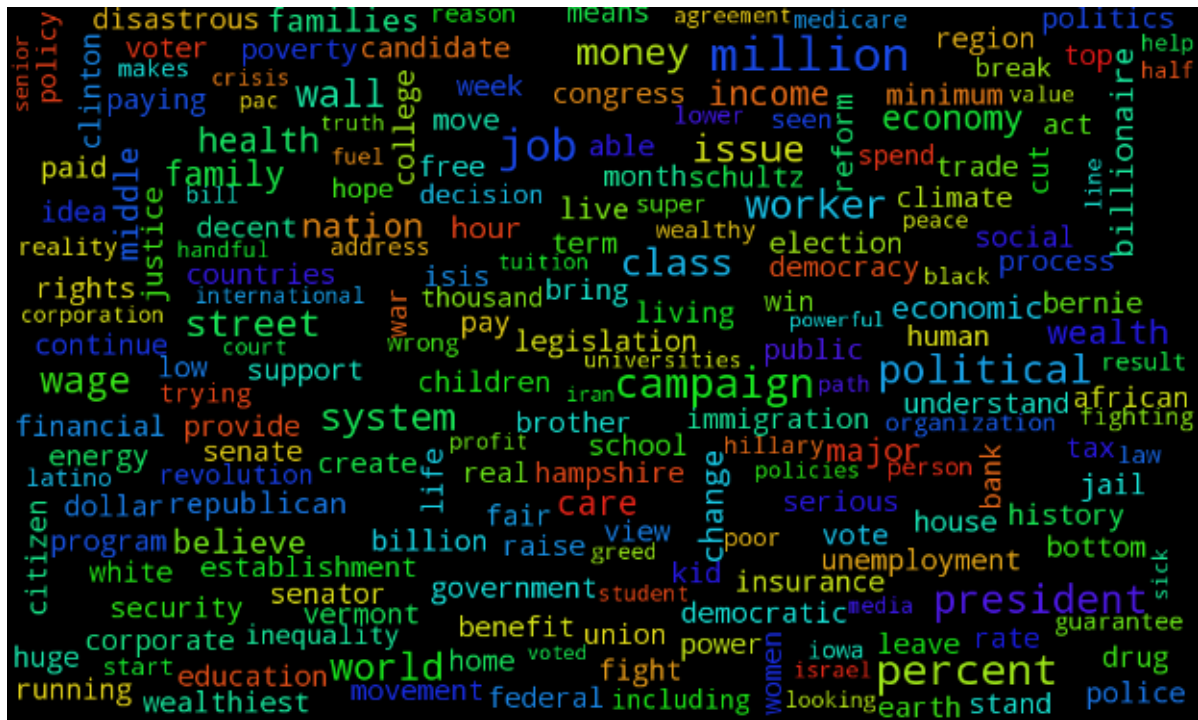 senior
policy
disastrous
families
reason
means
agreement
medicare
politics
clinton
voter
poverty
candidate
money
million
region
top
help
makes
crisis
week
break
half
paying
pac
wall
college
congress
income
minimum
value
billionaire
truth
move
job
lower
seen
reform
economy
act
health
able
issue
cut
paid
family
fuel
free
month
schultz
spend
trade
line
middle
justice
bill
hope
decision
worker
climate
idea
decent
nation
hour
live
super
wealthy
peace
social
reality
handful
address
term
election
tuition
class
democracy
black
process
countries
isis
bring
rights
international
war
thousand
living
win
economic
bernie
corporation
street
pay
powerful
continue
court
wrong
legislation
public
human
wealth
low
support
universities
political
result
wage
trying
children
iran
campaign
path
african
financial
provide
system
brother
immigration
understand
organization
fighting
energy
senate
profit
school
hillary
major
tax
law
latino
revolution
create
life
real
hampshire
change
policies
person
bank
jail
citizen
dollar
republican
fair
care
serious
house
history
program
believe
billion
raise
view
greed
poor
vote
bottom
white
establishment
kid
unemployment
sick
security
senator
government
student
insurance
president
vermont
democratic
media
guarantee
corporate
inequality
benefit
union
power
women
iowa
leave
rate
huge
start
education
world
home
voted
fight
israel
percent
drug
running
wealthiest
movement
federal
including
looking
earth
stand
police